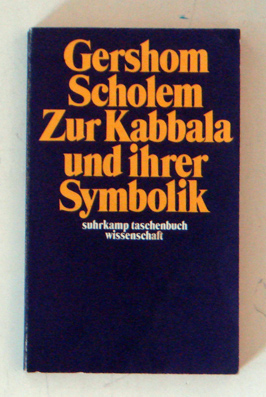 Gershom
Scholem
Zur Kabbala
und ihrer
Symbolik
suhrkamp taschenbuch
wissenschaft